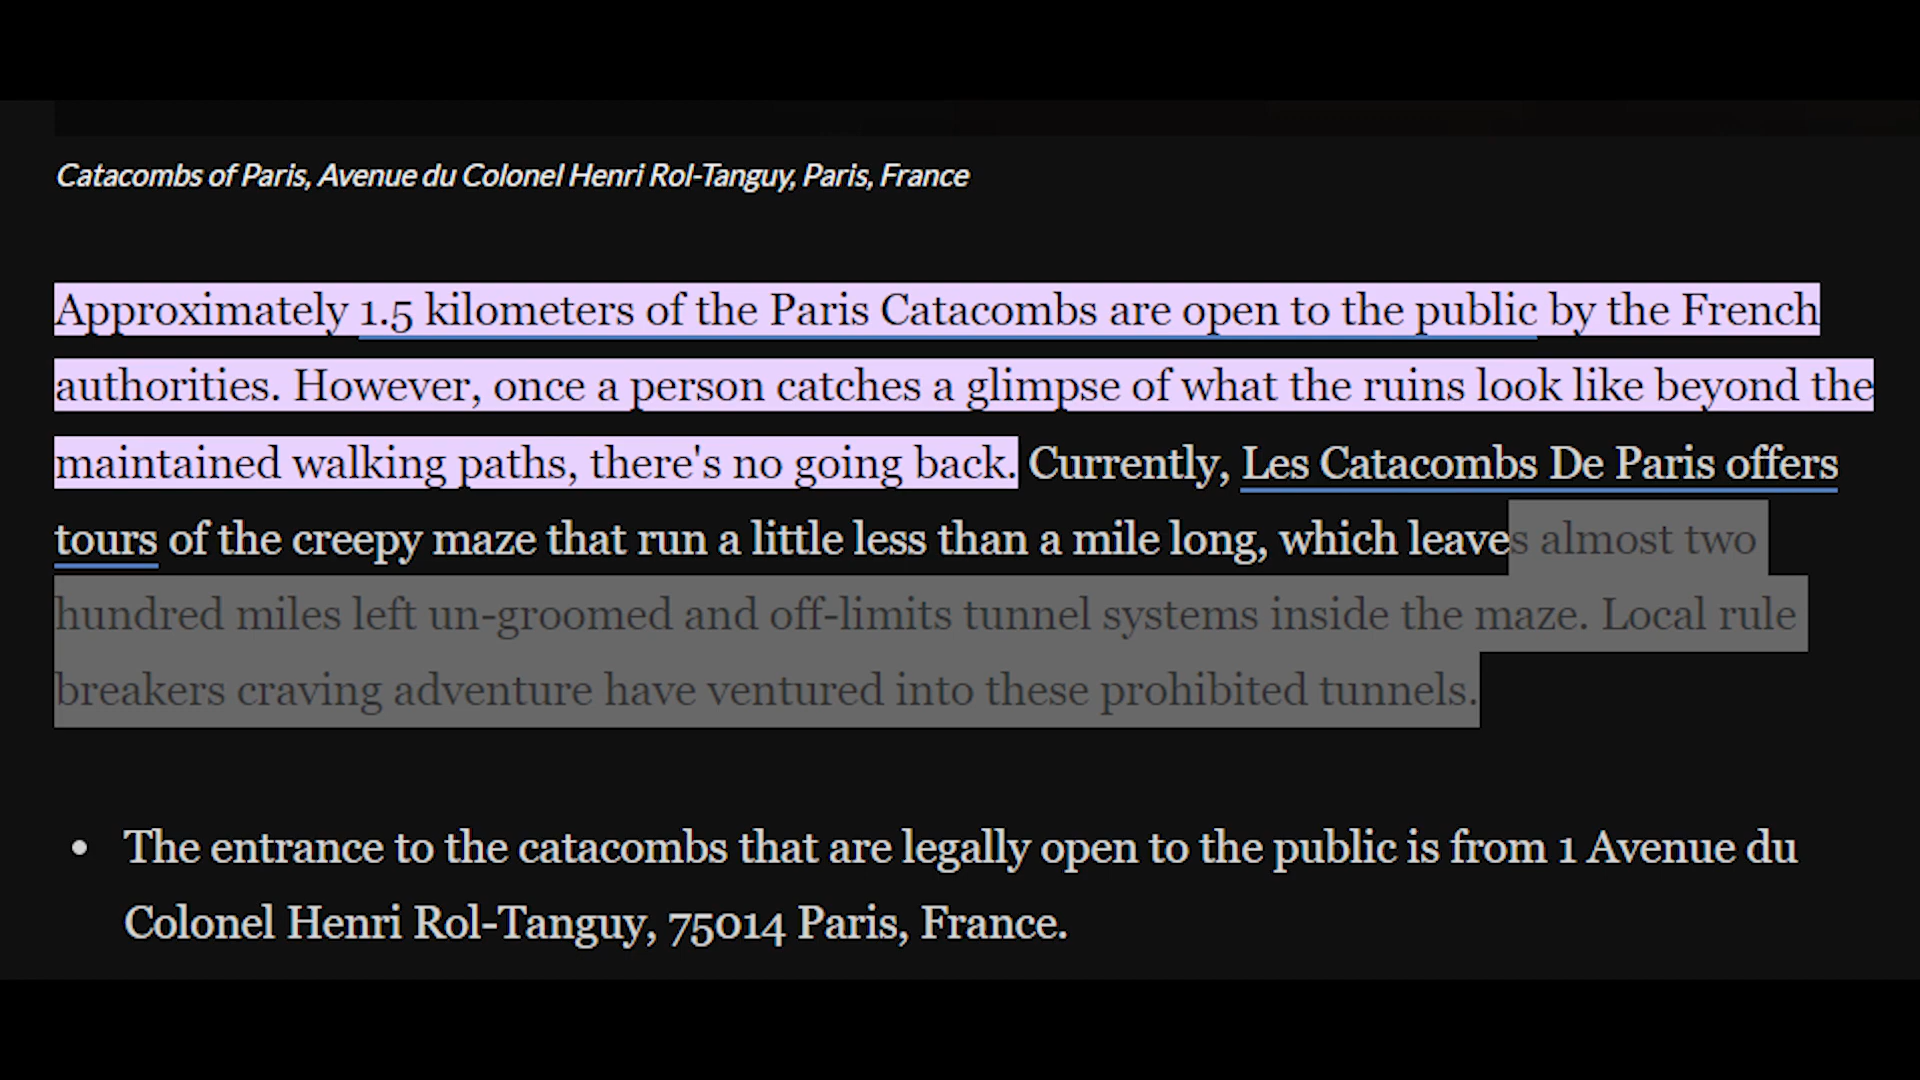 Catacombs of Paris, Avenue du Colonel Henri Rol-Tanguy, Paris, France
Approximately 1.5 kilometers of the Paris Catacombs are open to the public by the French
authorities. However, once a person catches a glimpse of what the ruins look like beyond the
maintained walking paths, there's no going back. Currently, Les Catacombs De Paris offers
tours of the creepy maze that run a little less than a mile long, which leaves almost two
hundred miles left un-groomed and off-limits tunnel systems inside the maze. Local rule
breakers craving adventure have ventured into these prohibited tunnels.
• The entrance to the catacombs that are legally open to the public is from 1 Avenue du
Colonel Henri Rol-Tanguy, 75014 Paris, France.